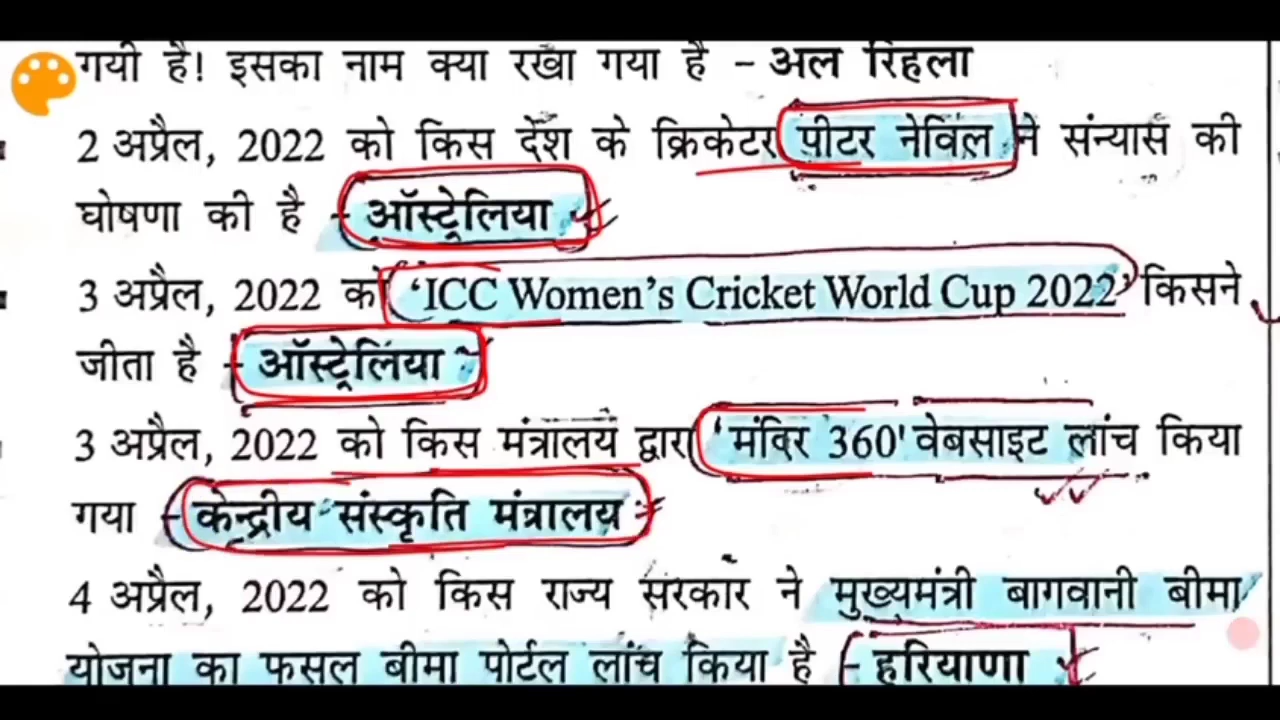 गयी है! इसका नाम क्या रखा गया है – अल रिहला
2 अप्रैल, 2022 को किस देश के क्रिकेटर पीटर नेविल ने संन्यास की
घोषणा की है – ऑस्ट्रेलिया
3 अप्रैल, 2022 को 'ICC Women's Cricket World Cup 2022' किसने
जीता है – ऑस्ट्रेलिया
3 अप्रैल, 2022 को किस मंत्रालय द्वारा 'मंदिर 360' वेबसाइट लांच किया
गया – केन्द्रीय संस्कृति मंत्रालय
4 अप्रैल, 2022 को किस राज्य सरकार ने मुख्यमंत्री बागवानी बीमा
योजना का फसल बीमा पोर्टल लांच किया है – हरियाणा